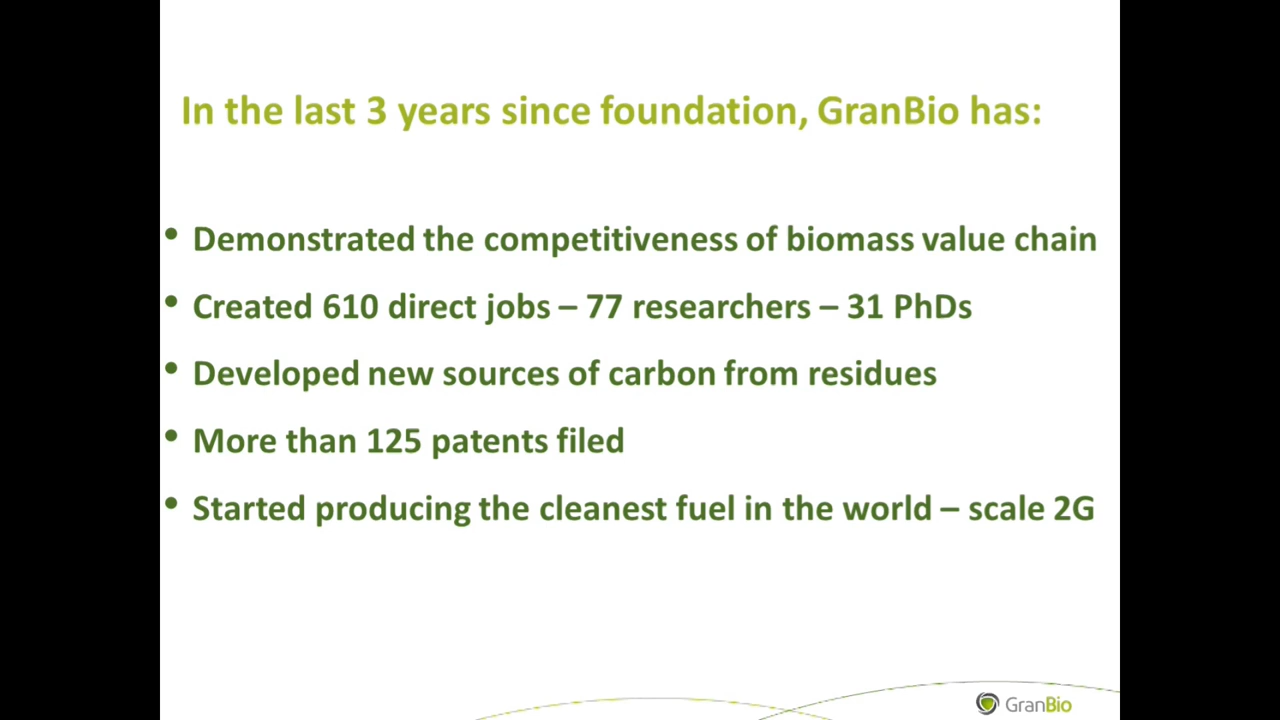 In the last 3 years since foundation, GranBio has:
• Demonstrated the competitiveness of biomass value chain
• Created 610 direct jobs – 77 researchers – 31 PhDs
• Developed new sources of carbon from residues
• More than 125 patents filed
• Started producing the cleanest fuel in the world – scale 2G
GranBio